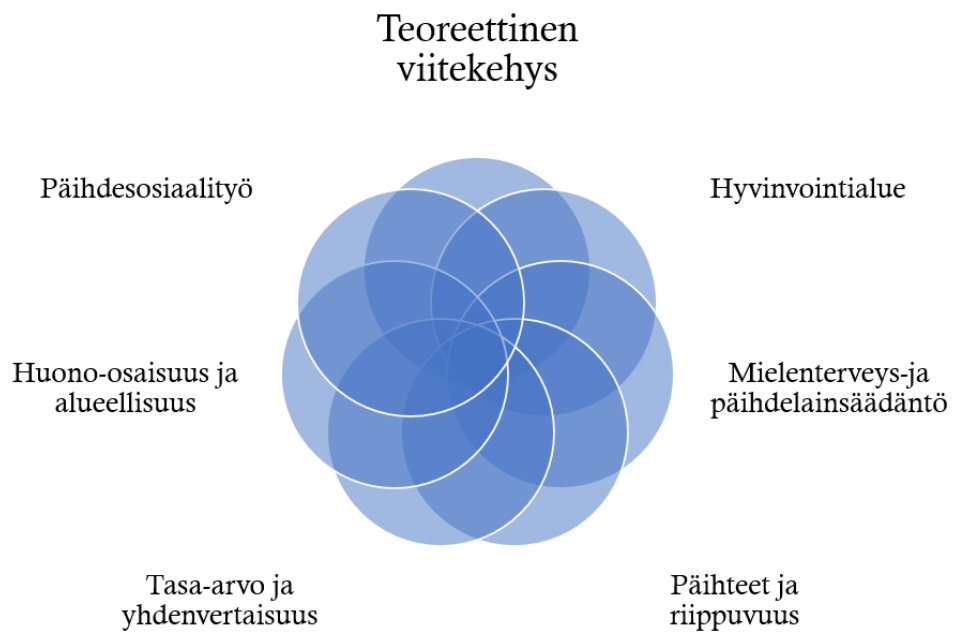 Teoreettinen
viitekehys
Päihdesosiaalityö
Hyvinvointialue
Huono-osaisuus ja
alueellisuus
Mielenterveys-ja
päihdelainsäädäntö
Tasa-arvo ja
yhdenvertaisuus
Päihteet ja
riippuvuus